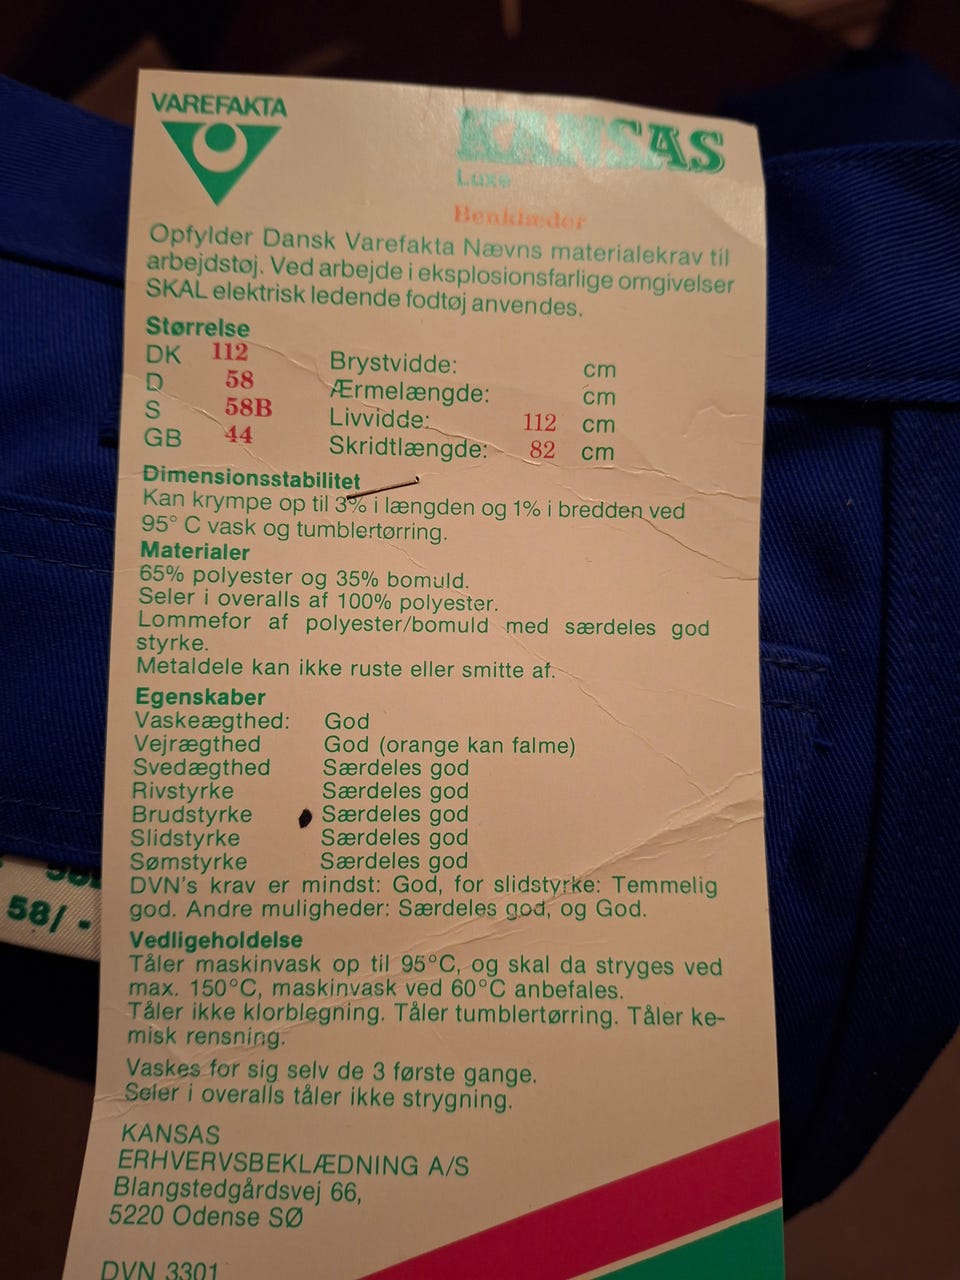 VAREFAKTA
KANSAS
Luxe
Benklæder
Opfylder Dansk Varefakta Nævns materialekrav til
arbejdstøj. Ved arbejde i eksplosionsfarlige omgivelser
SKAL elektrisk ledende fodtøj anvendes.
Størrelse
DK 112 Brystvidde: cm
D 58 Ærmelængde: cm
S 58B Livvidde: 112 cm
GB 44 Skridtlængde: 82 cm
Dimensionsstabilitet
Kan krympe op til 3% i længden og 1% i bredden ved
95° C vask og tumblertørring.
Materialer
65% polyester og 35% bomuld.
Seler i overalls af 100% polyester.
Lommefor af polyester/bomuld med særdeles god
styrke.
Metaldele kan ikke ruste eller smitte af.
Egenskaber
Vaskeægthed: God
Vejrægthed God (orange kan falme)
Svedægthed Særdeles god
Rivstyrke Særdeles god
Brudstyrke Særdeles god
Slidstyrke Særdeles god
Sømstyrke Særdeles god
DVN's krav er mindst: God, for slidstyrke: Temmelig
god. Andre muligheder: Særdeles god, og God.
Vedligeholdelse
Tåler maskinvask op til 95°C, og skal da stryges ved
max. 150°C, maskinvask ved 60°C anbefales.
Tåler ikke klorblegning. Tåler tumblertørring. Tåler ke-
misk rensning.
Vaskes for sig selv de 3 første gange.
Seler i overalls tåler ikke strygning.
KANSAS
ERHVERVSBEKLÆDNING A/S
Blangstedgårdsvej 66,
5220 Odense SØ
DVN 3301
58/ -